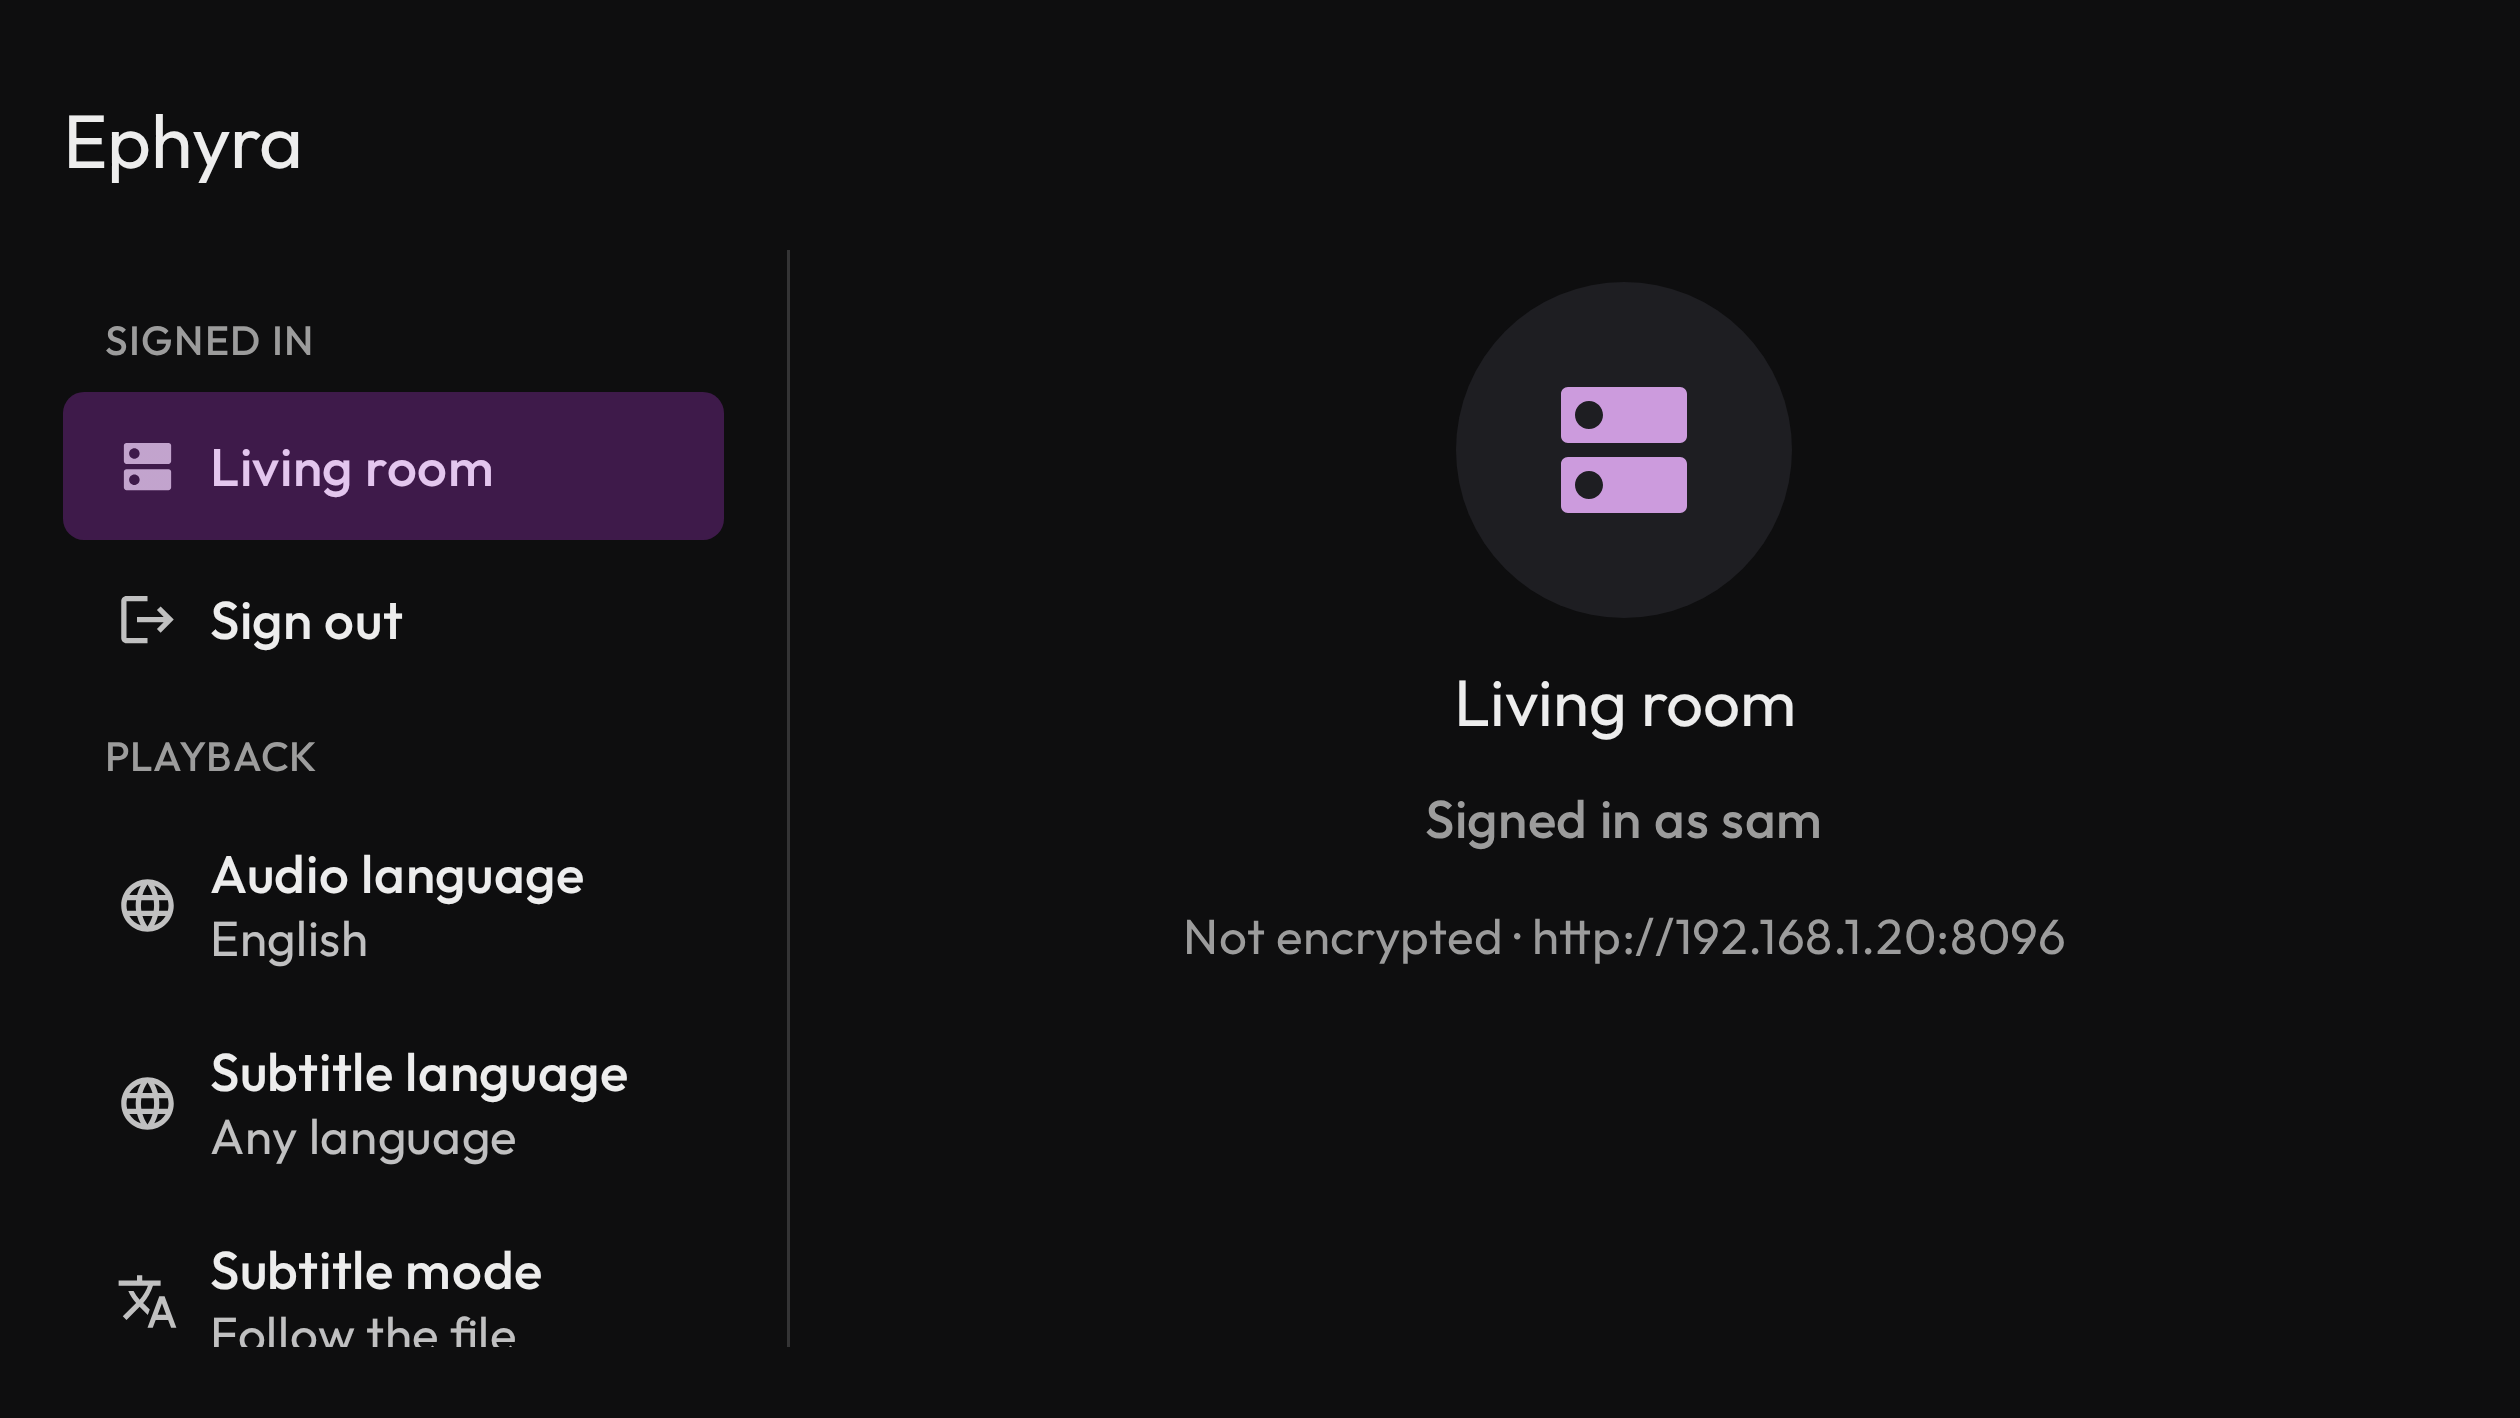 Ephyra
SIGNED IN
Living room
Sign out
PLAYBACK
Audio language
English
Subtitle language
Any language
Subtitle mode
Follow the file
Living room
Signed in as sam
Not encrypted · http://192.168.1.20:8096